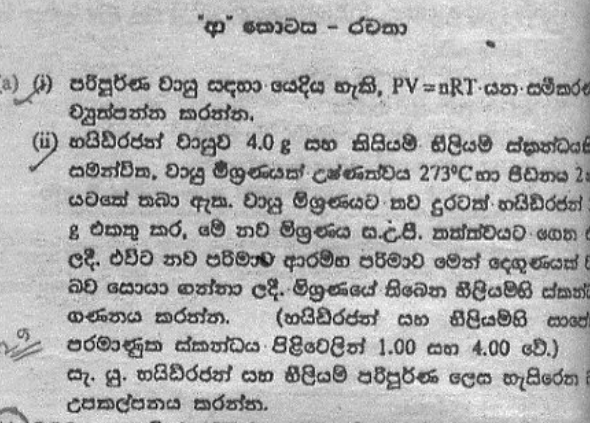 "ආ" කොටස - රචනා
a) (i) පරිපූර්ණ වායු සඳහා යෙදිය හැකි, PV = nRT යන සමීකරණ
ව්‍යුත්පන්න කරන්න.
(ii) හයිඩ්රජන් වායුව 4.0 g සහ කිසියම් හීලියම් ස්කන්ධයකි
සමන්විත, වායු මිශ්‍රණයක් උෂ්ණත්වය 273°C හා පීඩනය 2
යටතේ තබා ඇත. වායු මිශ්‍රණයට තව දුරටත් හයිඩ්රජන්
g එකතු කර, මේ නව මිශ්‍රණය ස.උ.පී. තත්ත්වයට ගෙන එ
ලදී. එවිට නව පරිමාව ආරම්භ පරිමාව මෙන් දෙගුණයක් ව
බව සොයා ගන්නා ලදී. මිශ්‍රණයේ තිබෙන හීලියම්හි ස්කන්ධ
ගණනය කරන්න. (හයිඩ්රජන් සහ හීලියම්හි සාපේ
පරමාණුක ස්කන්ධය පිළිවෙලින් 1.00 සහ 4.00 වේ.)
සැ. යු. හයිඩ්රජන් සහ හීලියම් පරිපූර්ණ ලෙස හැසිරෙන බ
උපකල්පනය කරන්න.